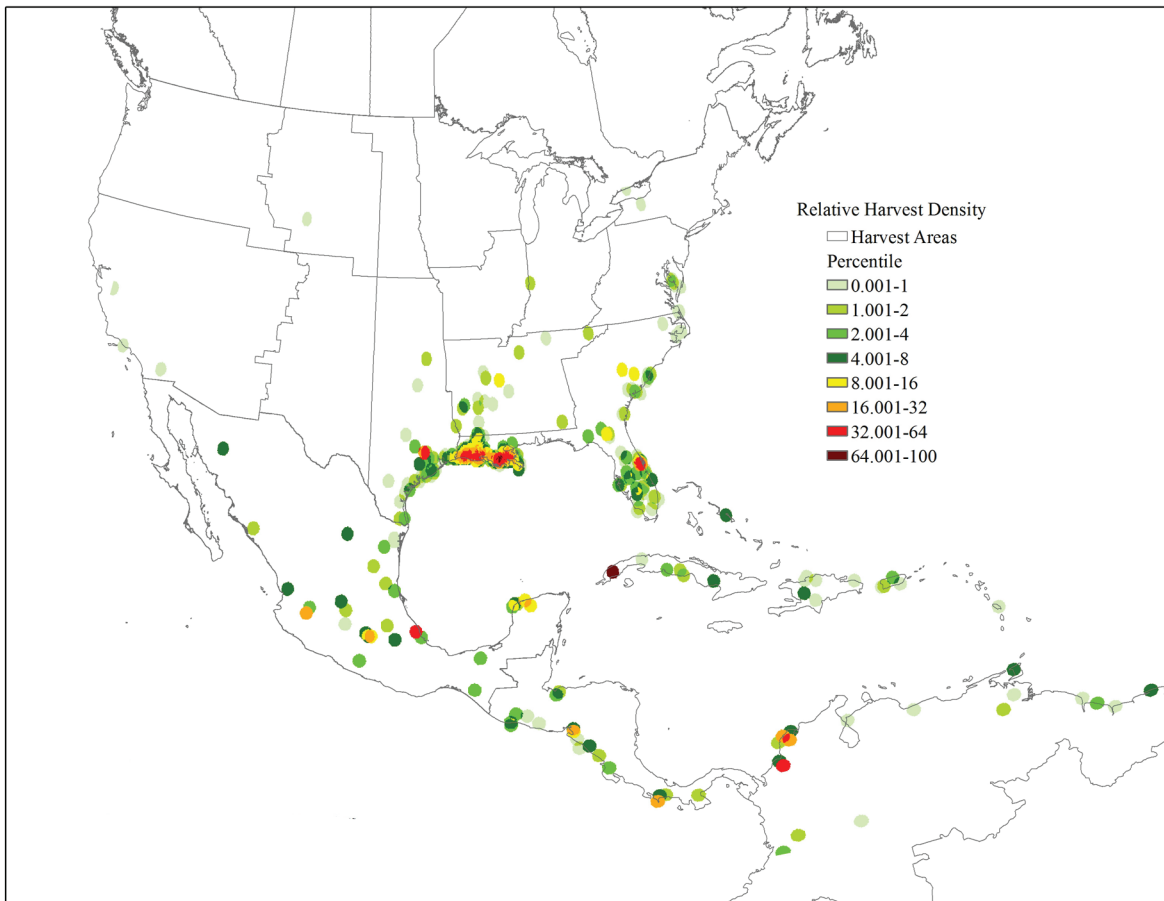 Relative Harvest Density
Harvest Areas
Percentile
0.001-1
1.001-2
2.001-4
4.001-8
8.001-16
16.001-32
32.001-64
64.001-100